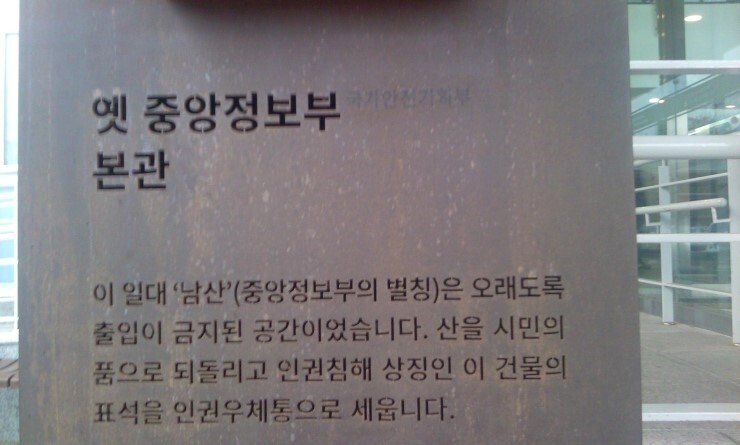 옛 중앙정보부 국가안전기획부
본관
이 일대 ‘남산’(중앙정보부의 별칭)은 오래도록
출입이 금지된 공간이었습니다. 산을 시민의
품으로 되돌리고 인권침해 상징인 이 건물의
표석을 인권우체통으로 세웁니다.